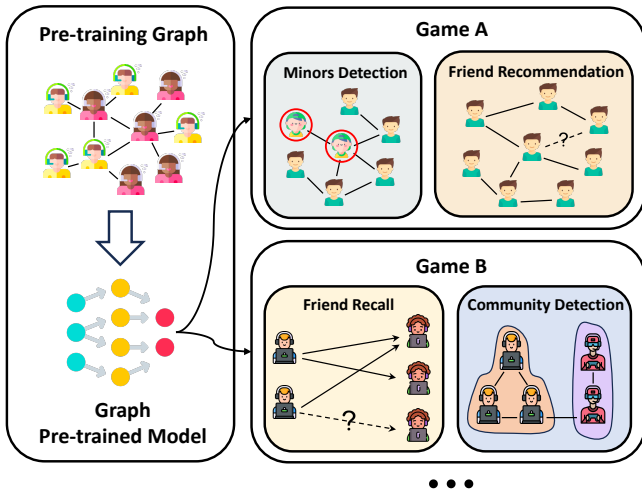 Pre-training Graph
Graph
Pre-trained Model
Game A
Minors Detection
Friend Recommendation
?
Game B
Friend Recall
?
Community Detection